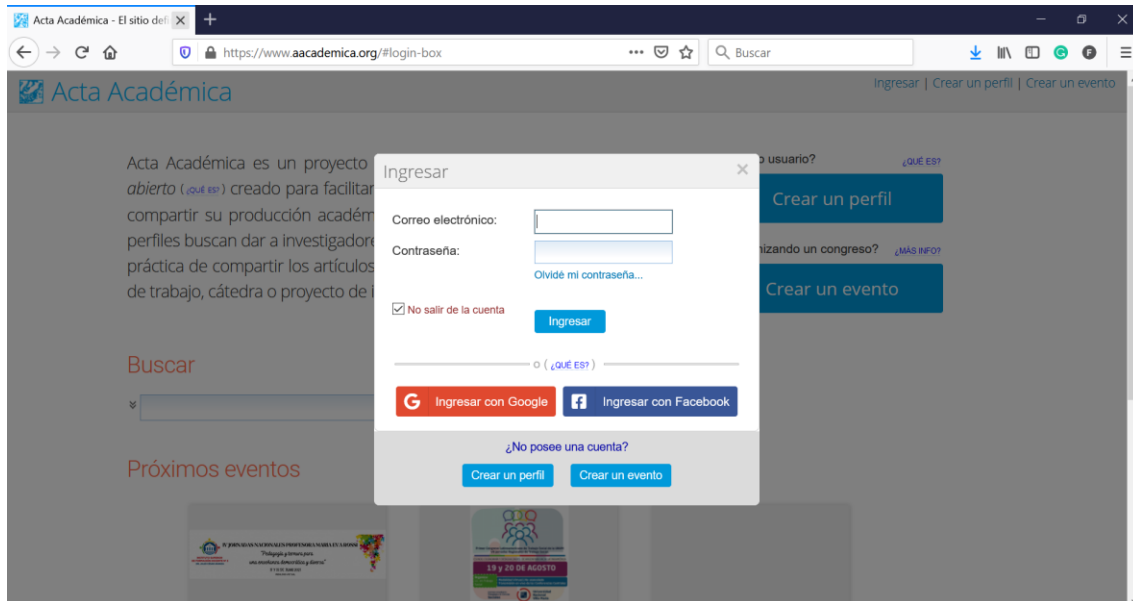 Acta Académica - El sitio defi
https://www.aacademica.org/#login-box
Buscar
Acta Académica
Ingresar | Crear un perfil | Crear un evento
Acta Académica es un proyecto
abierto (¿QUÉ ES?) creado para facilitar
compartir su producción académ
perfiles buscan dar a investigadore
práctica de compartir los artículos
de trabajo, cátedra o proyecto de i
o usuario? ¿QUÉ ES?
Crear un perfil
nizando un congreso? ¿MÁS INFO?
Crear un evento
Ingresar
Correo electrónico:
Contraseña:
Olvidé mi contraseña...
No salir de la cuenta
Ingresar
o (¿QUÉ ES?)
G Ingresar con Google
f Ingresar con Facebook
¿No posee una cuenta?
Crear un perfil
Crear un evento
Buscar
Próximos eventos
19 y 20 DE AGOSTO